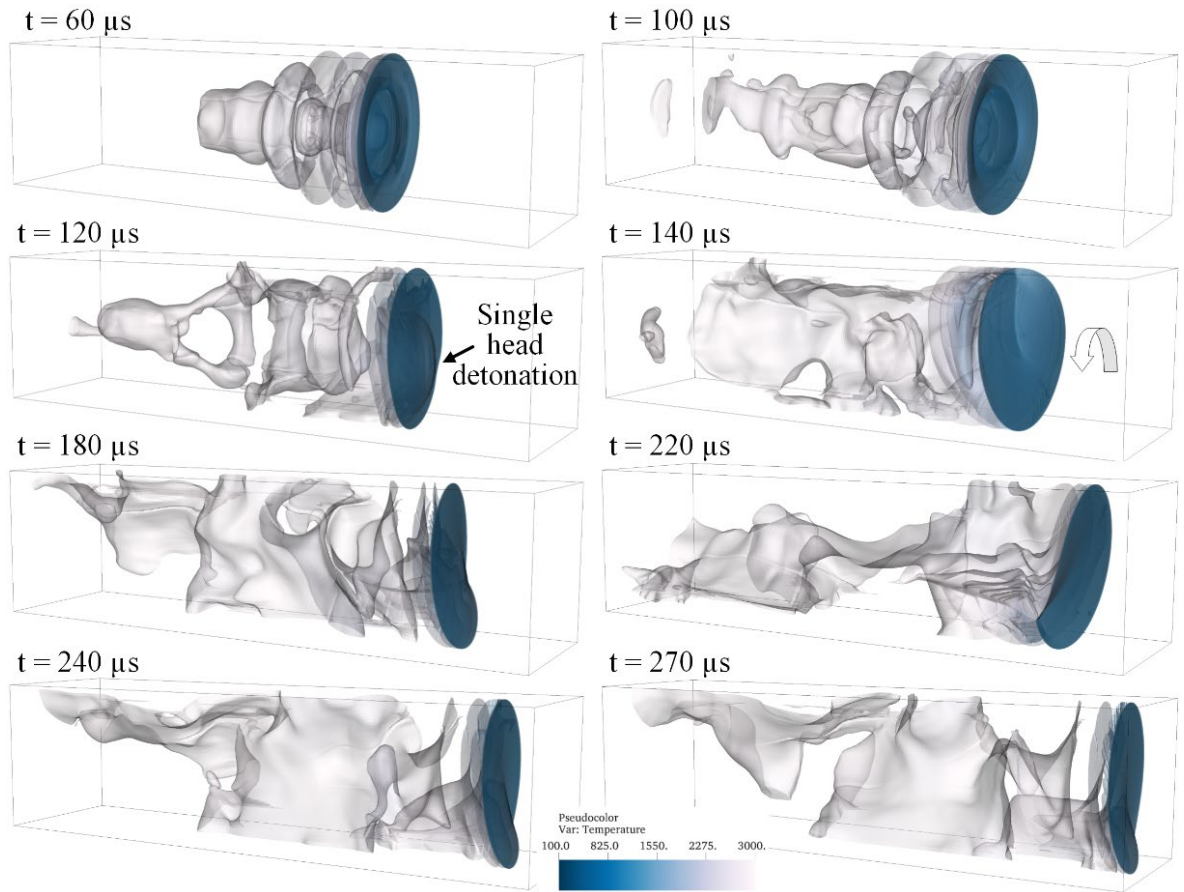 t = 60 μs
t = 100 μs
t = 120 μs
t = 140 μs
Single
head
detonation
t = 180 μs
t = 220 μs
t = 240 μs
t = 270 μs
Pseudocolor
Var: Temperature
100.0 825.0 1550. 2275. 3000.